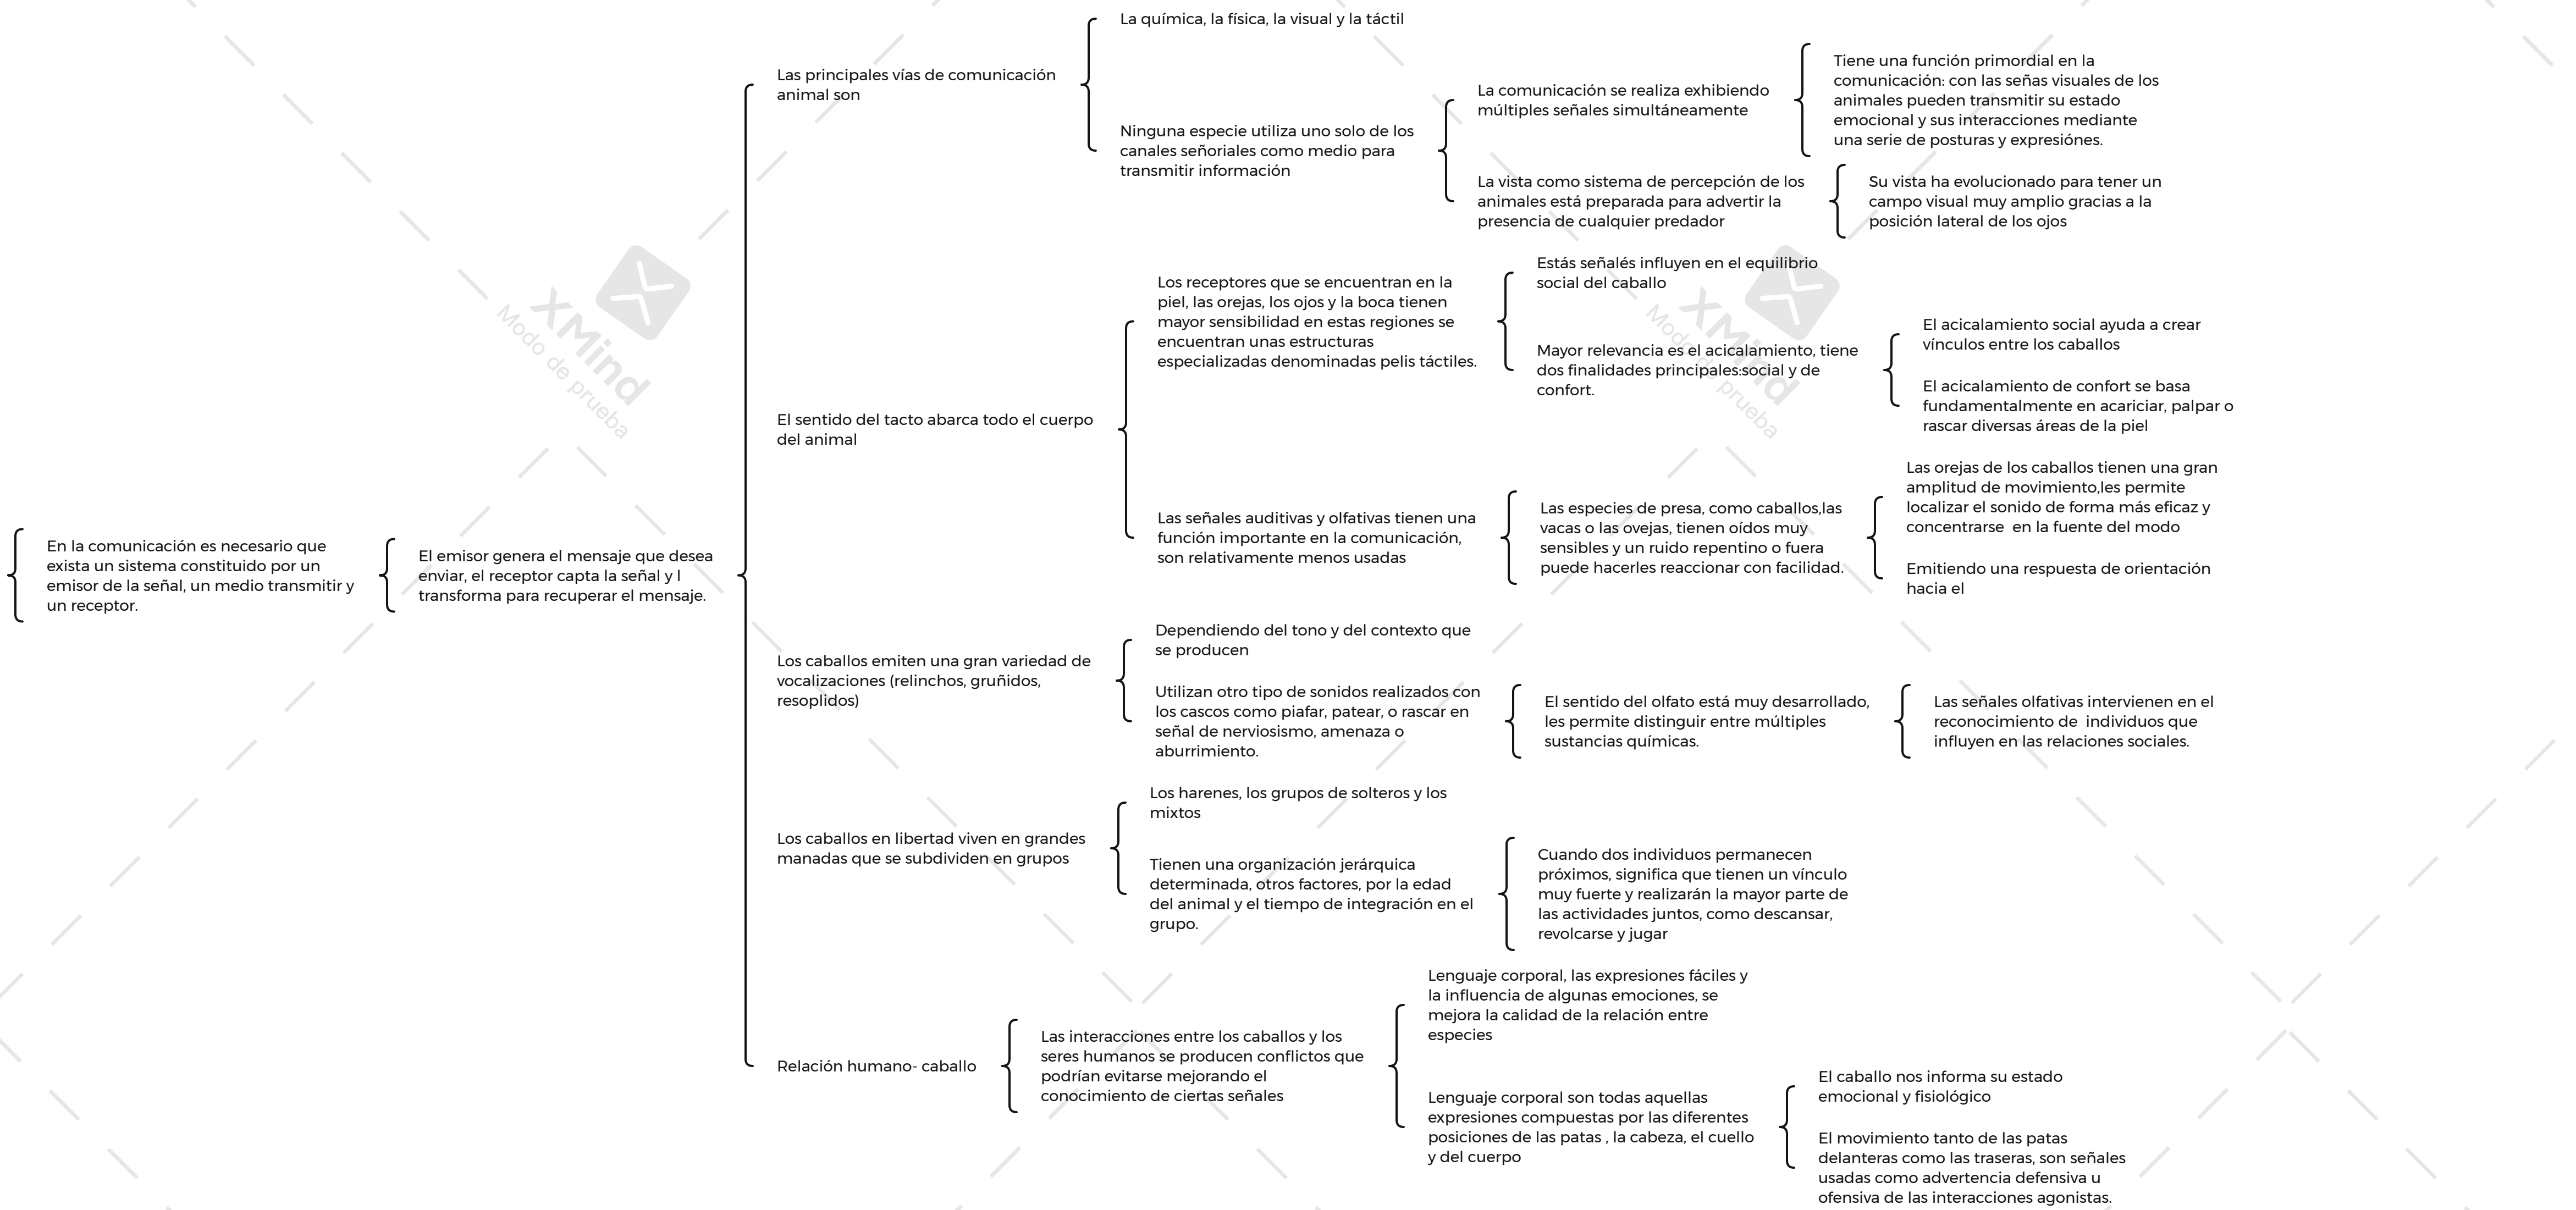 En la comunicación es necesario que
exista un sistema constituido por un
emisor de la señal, un medio transmitir y
un receptor.
El emisor genera el mensaje que desea
enviar, el receptor capta la señal y l
transforma para recuperar el mensaje.
Las principales vías de comunicación
animal son
La química, la física, la visual y la táctil
Ninguna especie utiliza uno solo de los
canales señoriales como medio para
transmitir información
La comunicación se realiza exhibiendo
múltiples señales simultáneamente
Tiene una función primordial en la
comunicación: con las señas visuales de los
animales pueden transmitir su estado
emocional y sus interacciones mediante
una serie de posturas y expresiónes.
La vista como sistema de percepción de los
animales está preparada para advertir la
presencia de cualquier predador
Su vista ha evolucionado para tener un
campo visual muy amplio gracias a la
posición lateral de los ojos
El sentido del tacto abarca todo el cuerpo
del animal
Los receptores que se encuentran en la
piel, las orejas, los ojos y la boca tienen
mayor sensibilidad en estas regiones se
encuentran unas estructuras
especializadas denominadas pelis táctiles.
Estás señalés influyen en el equilibrio
social del caballo
Mayor relevancia es el acicalamiento, tiene
dos finalidades principales:social y de
confort.
El acicalamiento social ayuda a crear
vínculos entre los caballos
El acicalamiento de confort se basa
fundamentalmente en acariciar, palpar o
rascar diversas áreas de la piel
Las señales auditivas y olfativas tienen una
función importante en la comunicación,
son relativamente menos usadas
Las especies de presa, como caballos,las
vacas o las ovejas, tienen oídos muy
sensibles y un ruido repentino o fuera
puede hacerles reaccionar con facilidad.
Las orejas de los caballos tienen una gran
amplitud de movimiento,les permite
localizar el sonido de forma más eficaz y
concentrarse  en la fuente del modo
Emitiendo una respuesta de orientación
hacia el
Los caballos emiten una gran variedad de
vocalizaciones (relinchos, gruñidos,
resoplidos)
Dependiendo del tono y del contexto que
se producen
Utilizan otro tipo de sonidos realizados con
los cascos como piafar, patear, o rascar en
señal de nerviosismo, amenaza o
aburrimiento.
El sentido del olfato está muy desarrollado,
les permite distinguir entre múltiples
sustancias químicas.
Las señales olfativas intervienen en el
reconocimiento de  individuos que
influyen en las relaciones sociales.
Los caballos en libertad viven en grandes
manadas que se subdividen en grupos
Los harenes, los grupos de solteros y los
mixtos
Tienen una organización jerárquica
determinada, otros factores, por la edad
del animal y el tiempo de integración en el
grupo.
Cuando dos individuos permanecen
próximos, significa que tienen un vínculo
muy fuerte y realizarán la mayor parte de
las actividades juntos, como descansar,
revolcarse y jugar
Relación humano- caballo
Las interacciones entre los caballos y los
seres humanos se producen conflictos que
podrían evitarse mejorando el
conocimiento de ciertas señales
Lenguaje corporal, las expresiones fáciles y
la influencia de algunas emociones, se
mejora la calidad de la relación entre
especies
Lenguaje corporal son todas aquellas
expresiones compuestas por las diferentes
posiciones de las patas , la cabeza, el cuello
y del cuerpo
El caballo nos informa su estado
emocional y fisiológico
El movimiento tanto de las patas
delanteras como las traseras, son señales
usadas como advertencia defensiva u
ofensiva de las interacciones agonistas.
XMind
Modo de prueba
XMind
Modo de prueba